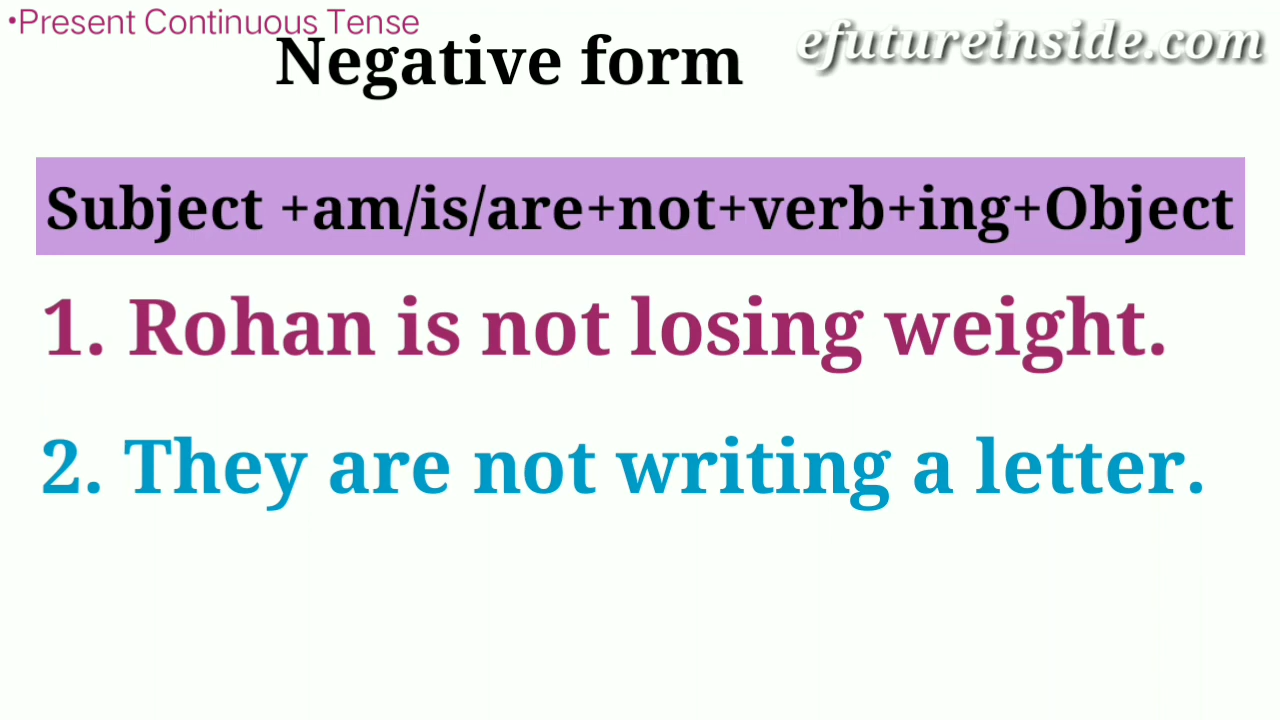 •Present Continuous Tense
Negative form
efutureinside.com
Subject +am/is/are+not+verb+ing+Object
1. Rohan is not losing weight.
2. They are not writing a letter.